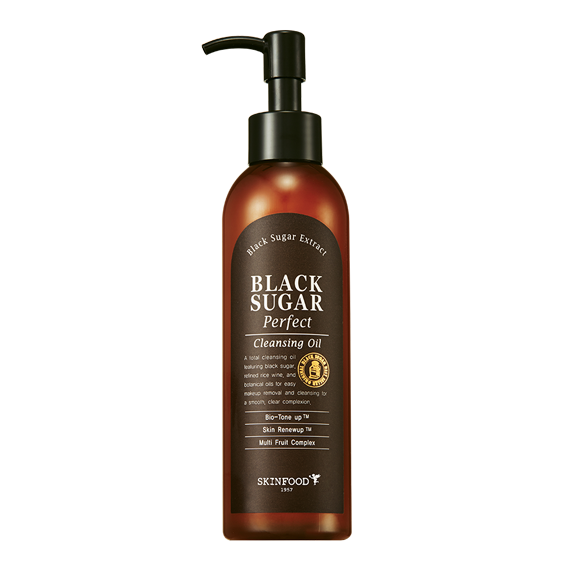 Black Sugar Extract
BLACK
SUGAR
Perfect
Cleansing Oil
A total cleansing oil
featuring black sugar,
refined rice wine, and
botanical oils for easy
makeup removal and cleansing for
a smooth, clear complexion.
Bio-Tone up™
Skin Renewup™
Multi Fruit Complex
SKINFOOD
1957